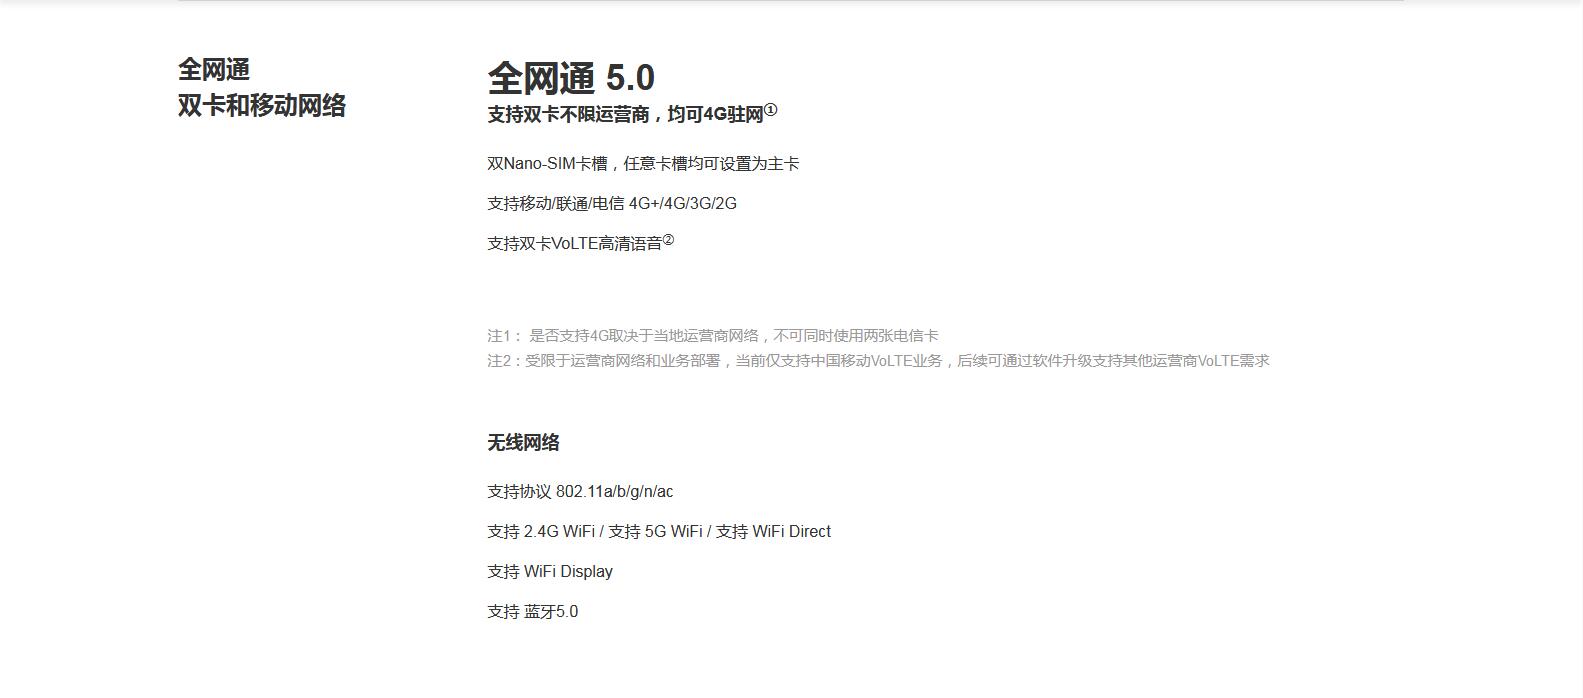 全网通
双卡和移动网络
全网通 5.0
支持双卡不限运营商，均可4G驻网①
双Nano-SIM卡槽，任意卡槽均可设置为主卡
支持移动/联通/电信 4G+/4G/3G/2G
支持双卡VoLTE高清语音②
注1： 是否支持4G取决于当地运营商网络，不可同时使用两张电信卡
注2：受限于运营商网络和业务部署，当前仅支持中国移动VoLTE业务，后续可通过软件升级支持其他运营商VoLTE需求
无线网络
支持协议 802.11a/b/g/n/ac
支持 2.4G WiFi / 支持 5G WiFi / 支持 WiFi Direct
支持 WiFi Display
支持 蓝牙5.0